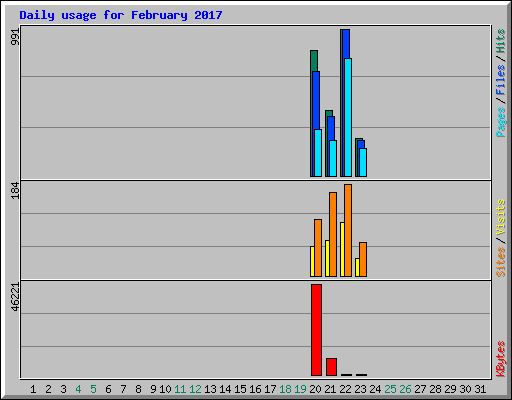 Daily usage for February 2017
991
Pages / Files / Hits
184
Sites / Visits
46221
KBytes
1 2 3 4 5 6 7 8 9 10 11 12 13 14 15 16 17 18 19 20 21 22 23 24 25 26 27 28 29 30 31